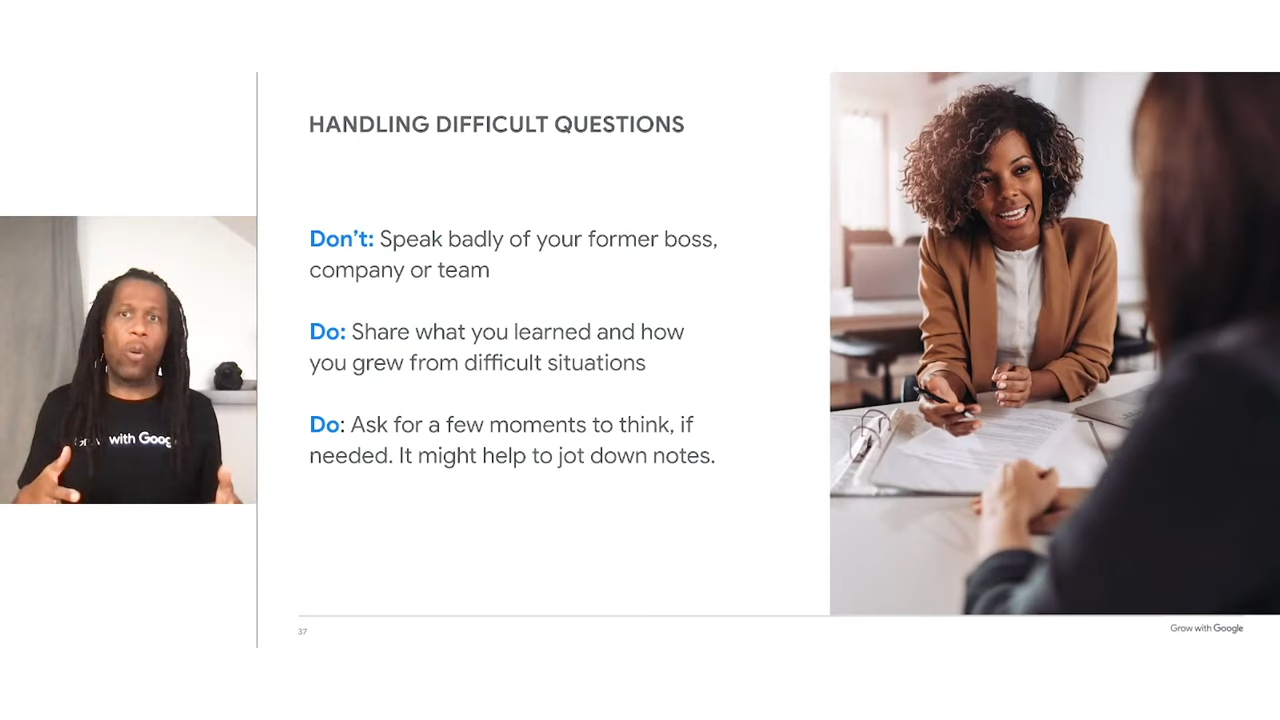 HANDLING DIFFICULT QUESTIONS
Don't: Speak badly of your former boss,
company or team
Do: Share what you learned and how
you grew from difficult situations
Do: Ask for a few moments to think, if
needed. It might help to jot down notes.
with Goog
37
Grow with Google